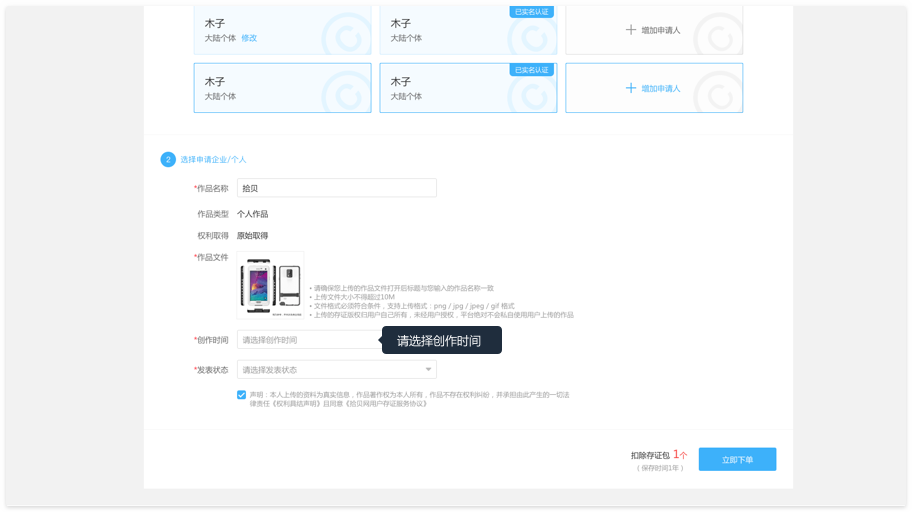 木子
大陆个体 修改
已实名认证
木子
大陆个体
增加申请人
木子
大陆个体
已实名认证
木子
大陆个体
增加申请人
2 选择申请企业/个人
*作品名称 拾贝
作品类型 个人作品
权利取得 原始取得
*作品文件
• 请确保您上传的作品文件打开后标题与您输入的作品名称一致
• 上传文件大小不得超过10M
• 文件格式必须符合条件，支持上传格式：png / jpg / jpeg / gif 格式
• 上传的存证版权归用户自己所有，未经用户授权，平台绝对不会私自使用用户上传的作品
*创作时间 请选择创作时间 请选择创作时间
*发表状态 请选择发表状态
声明：本人上传的资料为真实信息，作品著作权为本人所有，作品不存在权利纠纷，并承担由此产生的一切法
律责任《权利具结声明》且同意《拾贝网用户存证服务协议》
扣除存证包 1个
（ 保存时间1年 ）
立即下单